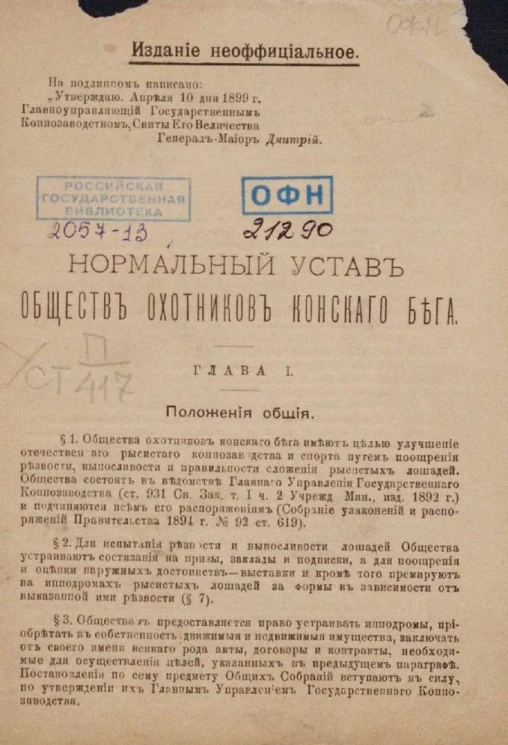 ОФН
Изданіе неоффиціальное.
На подлинномъ написано:
„Утверждаю. Апрѣля 10 дня 1899 г.
Главноуправляющій Государственнымъ
Коннозаводствомъ, Свиты Его Величества
Генералъ-Маіоръ Дмитрій.
РОССИЙСКАЯ
ГОСУДАРСТВЕННАЯ
БИБЛИОТЕКА
2057-13
ОФН
21290
НОРМАЛЬНЫЙ УСТАВЪ
ОБЩЕСТВЪ ОХОТНИКОВЪ КОНСКАГО БѢГА.
П
СТ 417
ГЛАВА I.
Положенія общія.
§ 1. Общества охотниковъ конскаго бѣга имѣютъ цѣлью улучшеніе
отечественнаго рысистаго коннозаводства и спорта путемъ поощренія
рѣзвости, выносливости и правильности сложенія рысистыхъ лошадей.
Общества состоятъ въ вѣдомствѣ Главнаго Управленія Государственнаго
Коннозаводства (ст. 931 Св. Зак. т. I ч. 2 Учрежд Мин., изд. 1892 г.)
и подчиняются всѣмъ его распоряженіямъ (Собраніе узаконеній и распо-
ряженій Правительства 1894 г. № 92 ст. 619).
§ 2. Для испытанія рѣзвости и выносливости лошадей Общества
устраиваютъ состязанія на призы, заклады и подписки, а для поощренія
и оцѣнки наружныхъ достоинствъ—выставки и кромѣ того премируютъ
на ипподромахъ рысистыхъ лошадей за формы въ зависимости отъ
выказанной ими рѣзвости (§ 7).
§ 3. Обществамъ предоставляется право устраивать ипподромы, прі-
обрѣтать въ собственность движимыя и недвижимыя имущества, заключать
отъ своего имени всякаго рода акты, договоры и контракты, необходи-
мые для осуществленія цѣлей, указанныхъ въ предыдущемъ параграфѣ.
Постановленія по сему предмету Общихъ Собраній вступаютъ въ силу,
по утвержденіи ихъ Главнымъ Управленіемъ Государственнаго Конно-
заводства.